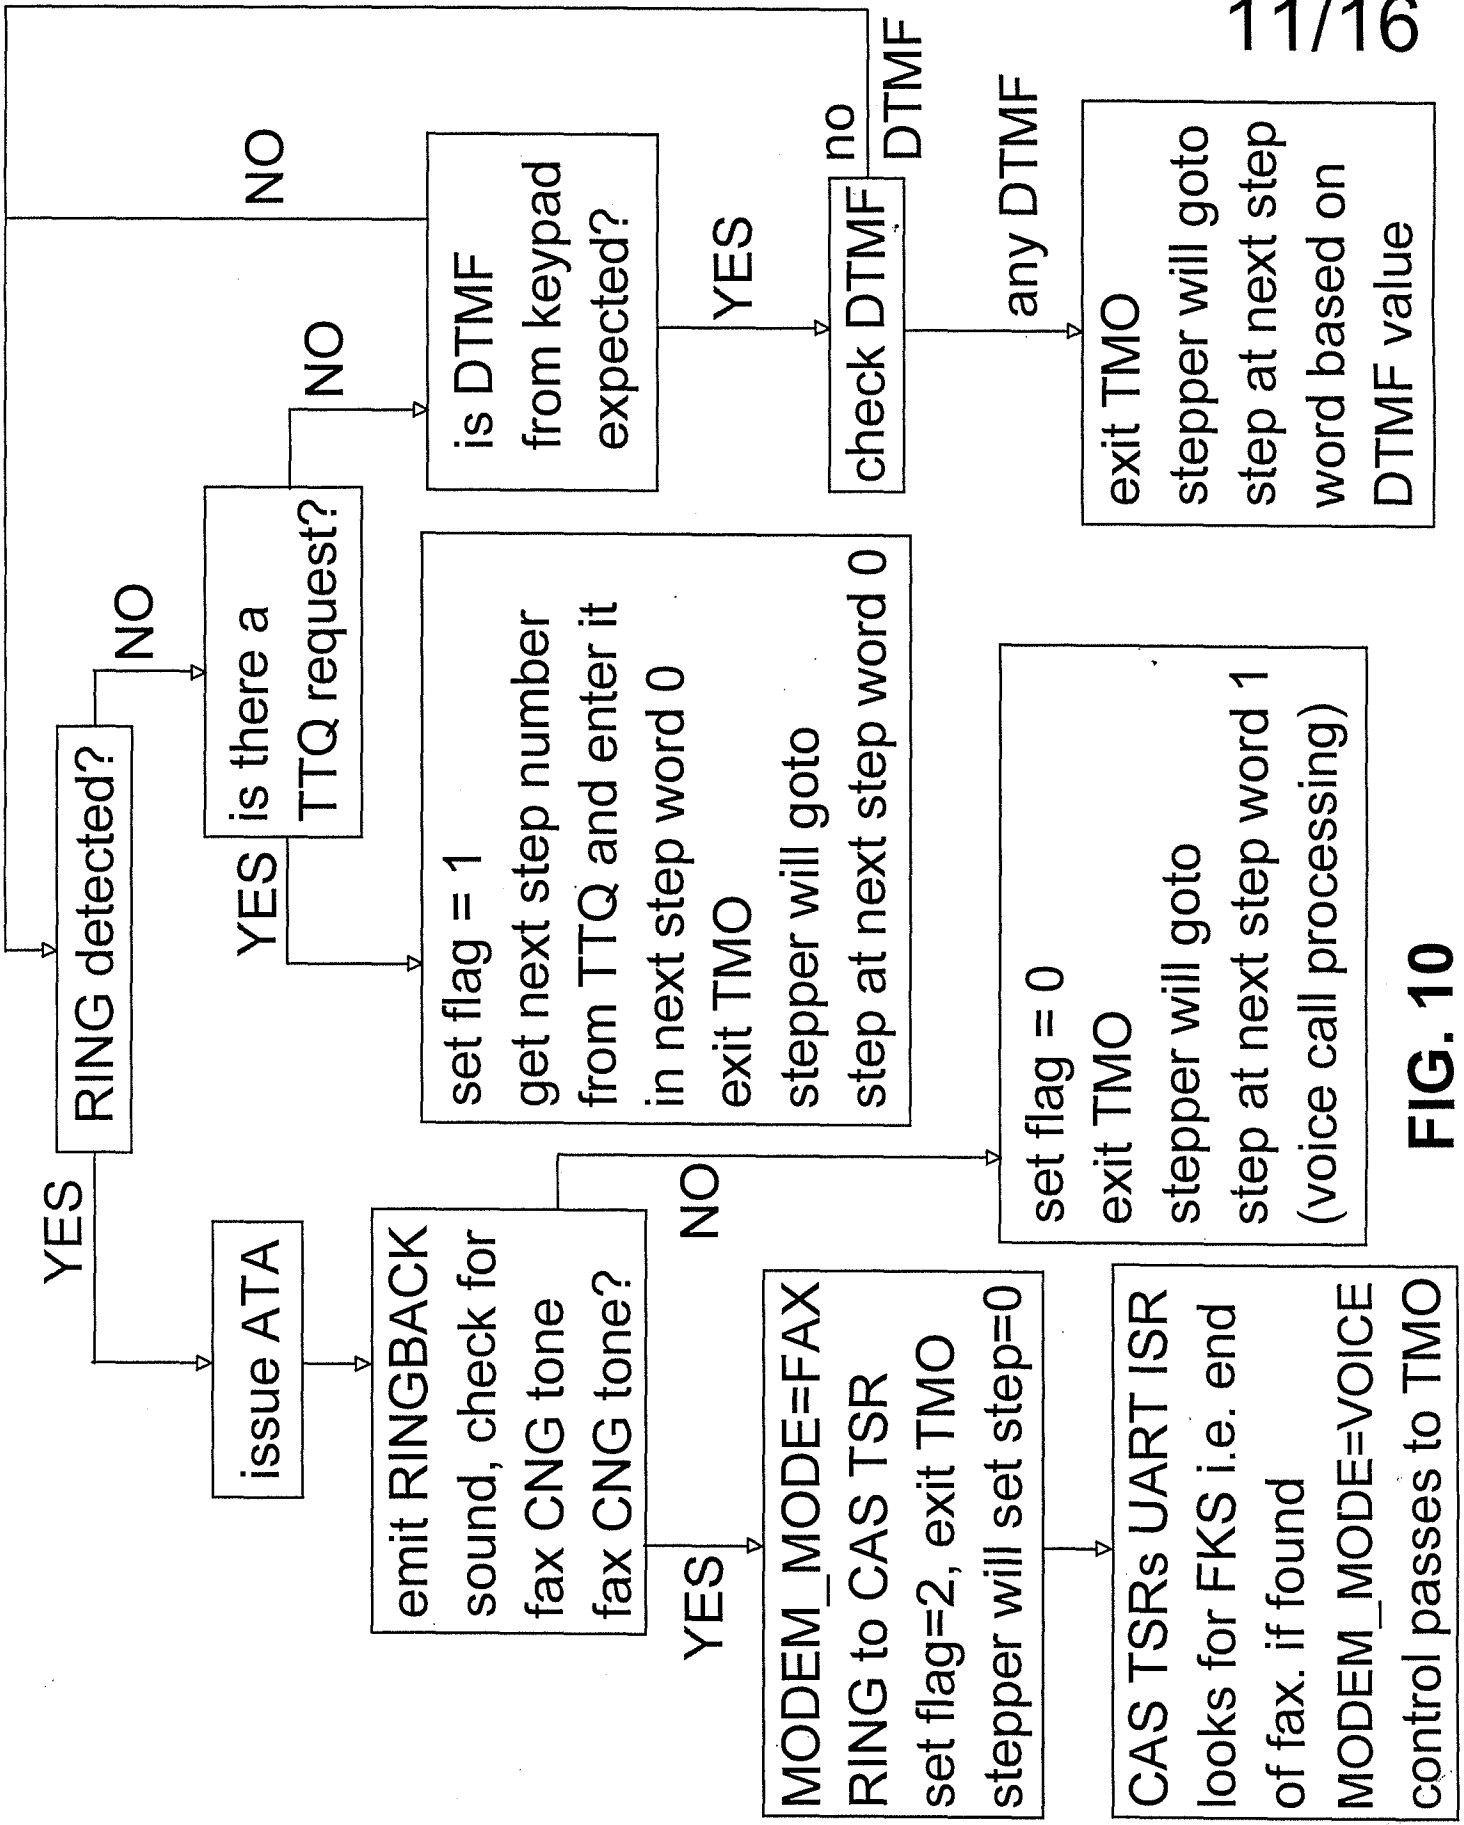 11/16
RING detected?
YES
NO
issue ATA
is there a
TTQ request?
YES
NO
emit RINGBACK
sound, check for
fax CNG tone
fax CNG tone?
YES
NO
set flag = 1
get next step number
from TTQ and enter it
in next step word 0
exit TMO
stepper will goto
step at next step word 0
is DTMF
from keypad
expected?
NO
YES
check DTMF
no
DTMF
any DTMF
MODEM_MODE=FAX
RING to CAS TSR
set flag=2, exit TMO
stepper will set step=0
set flag = 0
exit TMO
stepper will goto
step at next step word 1
(voice call processing)
exit TMO
stepper will goto
step at next step
word based on
DTMF value
CAS TSRs UART ISR
looks for FKS i.e. end
of fax. if found
MODEM_MODE=VOICE
control passes to TMO
FIG. 10